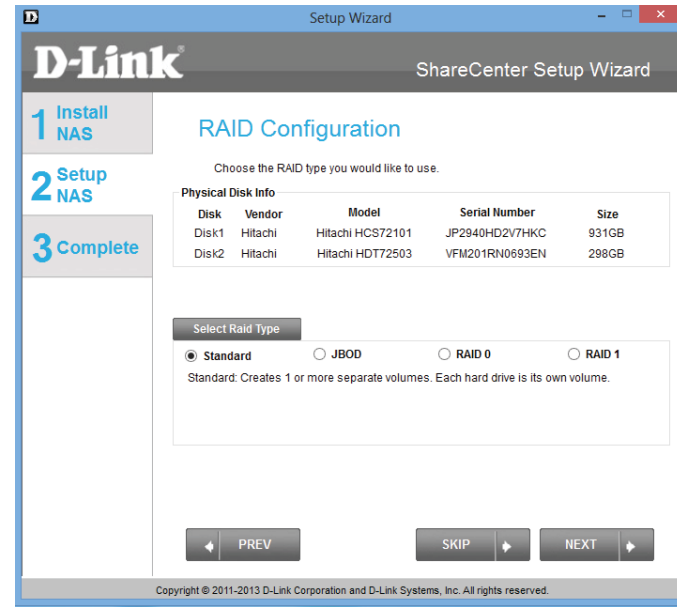 Setup Wizard
D-Link
ShareCenter Setup Wizard
1 Install NAS
2 Setup NAS
3 Complete
RAID Configuration
Choose the RAID type you would like to use.
Physical Disk Info
Disk Vendor Model Serial Number Size
Disk1 Hitachi Hitachi HCS72101 JP2940HD2V7HKC 931GB
Disk2 Hitachi Hitachi HDT72503 VFM201RN0693EN 298GB
Select Raid Type
Standard JBOD RAID 0 RAID 1
Standard: Creates 1 or more separate volumes. Each hard drive is its own volume.
PREV SKIP NEXT
Copyright © 2011-2013 D-Link Corporation and D-Link Systems, Inc. All rights reserved.